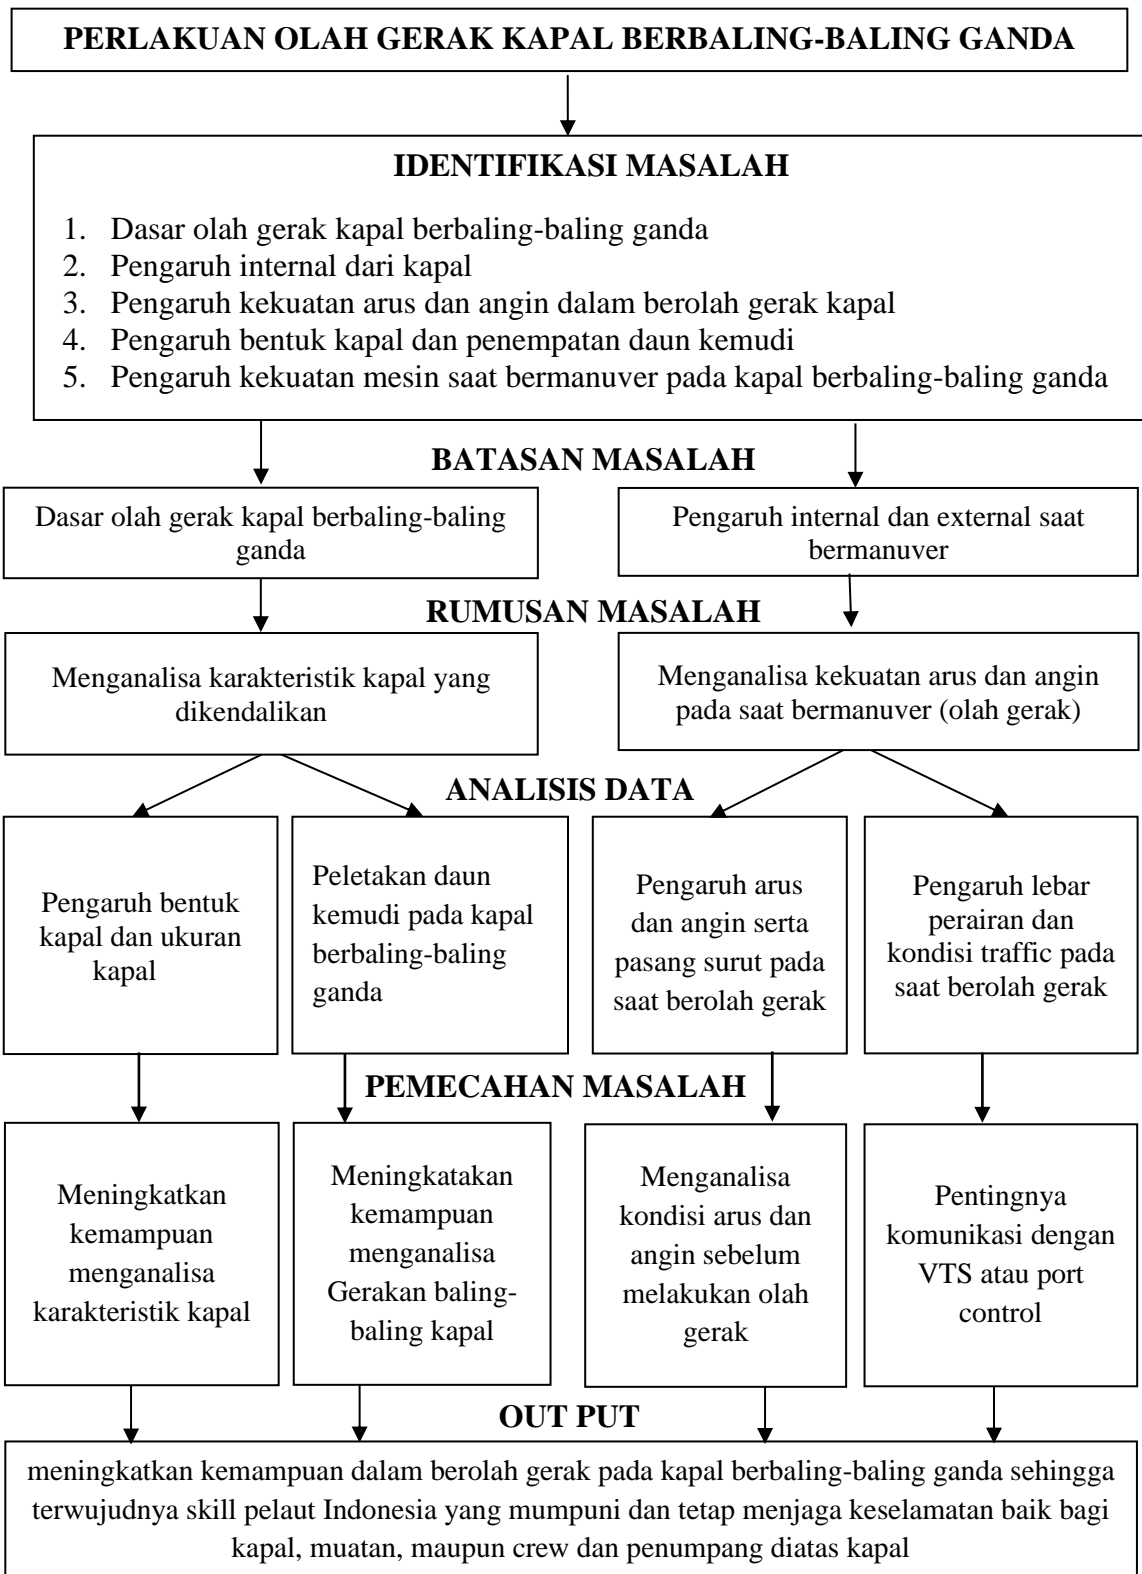 PERLAKUAN OLAH GERAK KAPAL BERBALING-BALING GANDA
IDENTIFIKASI MASALAH
1. Dasar olah gerak kapal berbaling-baling ganda
2. Pengaruh internal dari kapal
3. Pengaruh kekuatan arus dan angin dalam berolah gerak kapal
4. Pengaruh bentuk kapal dan penempatan daun kemudi
5. Pengaruh kekuatan mesin saat bermanuver pada kapal berbaling-baling ganda
BATASAN MASALAH
Dasar olah gerak kapal berbaling-baling
ganda
Pengaruh internal dan external saat
bermanuver
RUMUSAN MASALAH
Menganalisa karakteristik kapal yang
dikendalikan
Menganalisa kekuatan arus dan angin
pada saat bermanuver (olah gerak)
ANALISIS DATA
Pengaruh bentuk
kapal dan ukuran
kapal
Peletakan daun
kemudi pada kapal
berbaling-baling
ganda
Pengaruh arus
dan angin serta
pasang surut pada
saat berolah gerak
Pengaruh lebar
perairan dan
kondisi traffic pada
saat berolah gerak
PEMECAHAN MASALAH
Meningkatkan
kemampuan
menganalisa
karakteristik kapal
Meningkatakan
kemampuan
menganalisa
Gerakan baling-
baling kapal
Menganalisa
kondisi arus dan
angin sebelum
melakukan olah
gerak
Pentingnya
komunikasi dengan
VTS atau port
control
OUT PUT
meningkatkan kemampuan dalam berolah gerak pada kapal berbaling-baling ganda sehingga
terwujudnya skill pelaut Indonesia yang mumpuni dan tetap menjaga keselamatan baik bagi
kapal, muatan, maupun crew dan penumpang diatas kapal